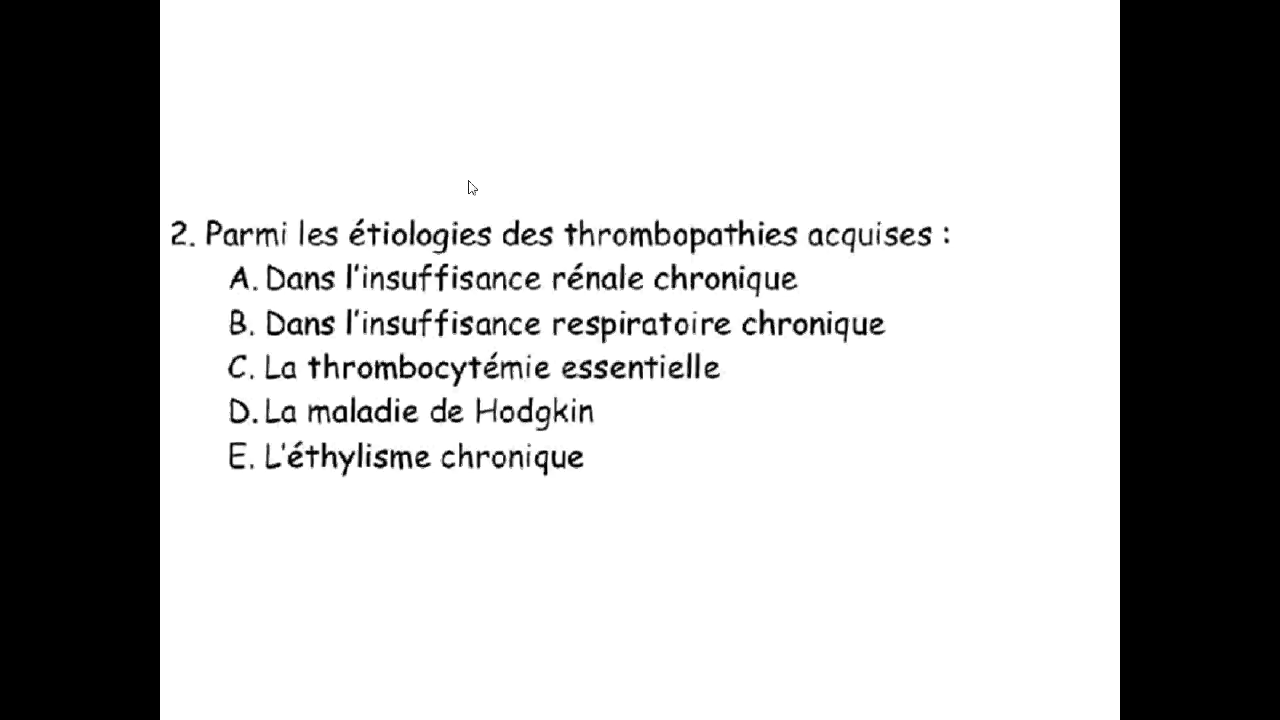 2. Parmi les étiologies des thrombopathies acquises :
A. Dans l'insuffisance rénale chronique
B. Dans l'insuffisance respiratoire chronique
C. La thrombocytémie essentielle
D. La maladie de Hodgkin
E. L'éthylisme chronique